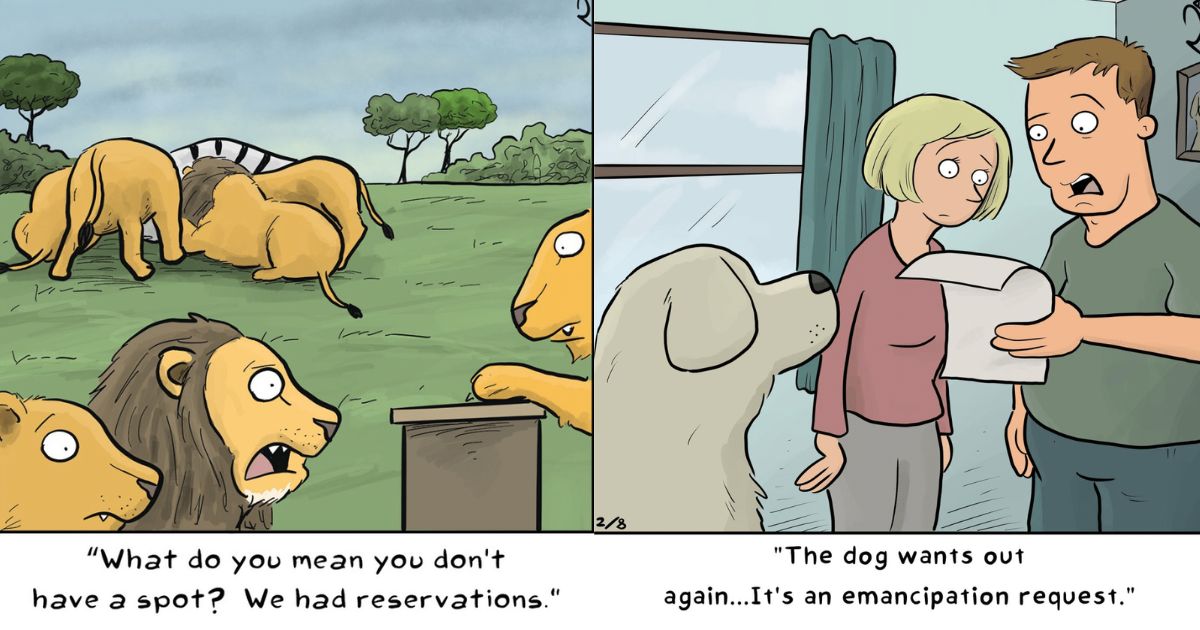 “What do you mean you don't
have a spot? We had reservations."
2/8
"The dog wants out
again...It's an emancipation request."